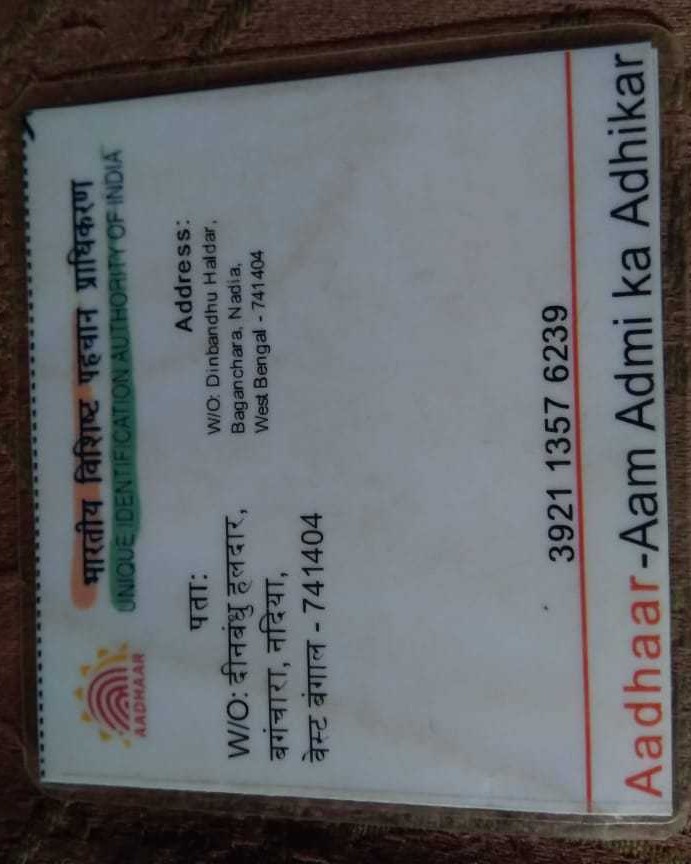 भारतीय विशिष्ट पहचान प्राधिकरण
UNIQUE IDENTIFICATION AUTHORITY OF INDIA
AADHAAR
पता:
W/O: दीनबंधु हलदार,
बगंचारा, नदिया,
वेस्ट बंगाल - 741404
Address:
W/O: Dinbandhu Haldar,
Baganchara, Nadia,
West Bengal - 741404
3921 1357 6239
Aadhaar-Aam Admi ka Adhikar